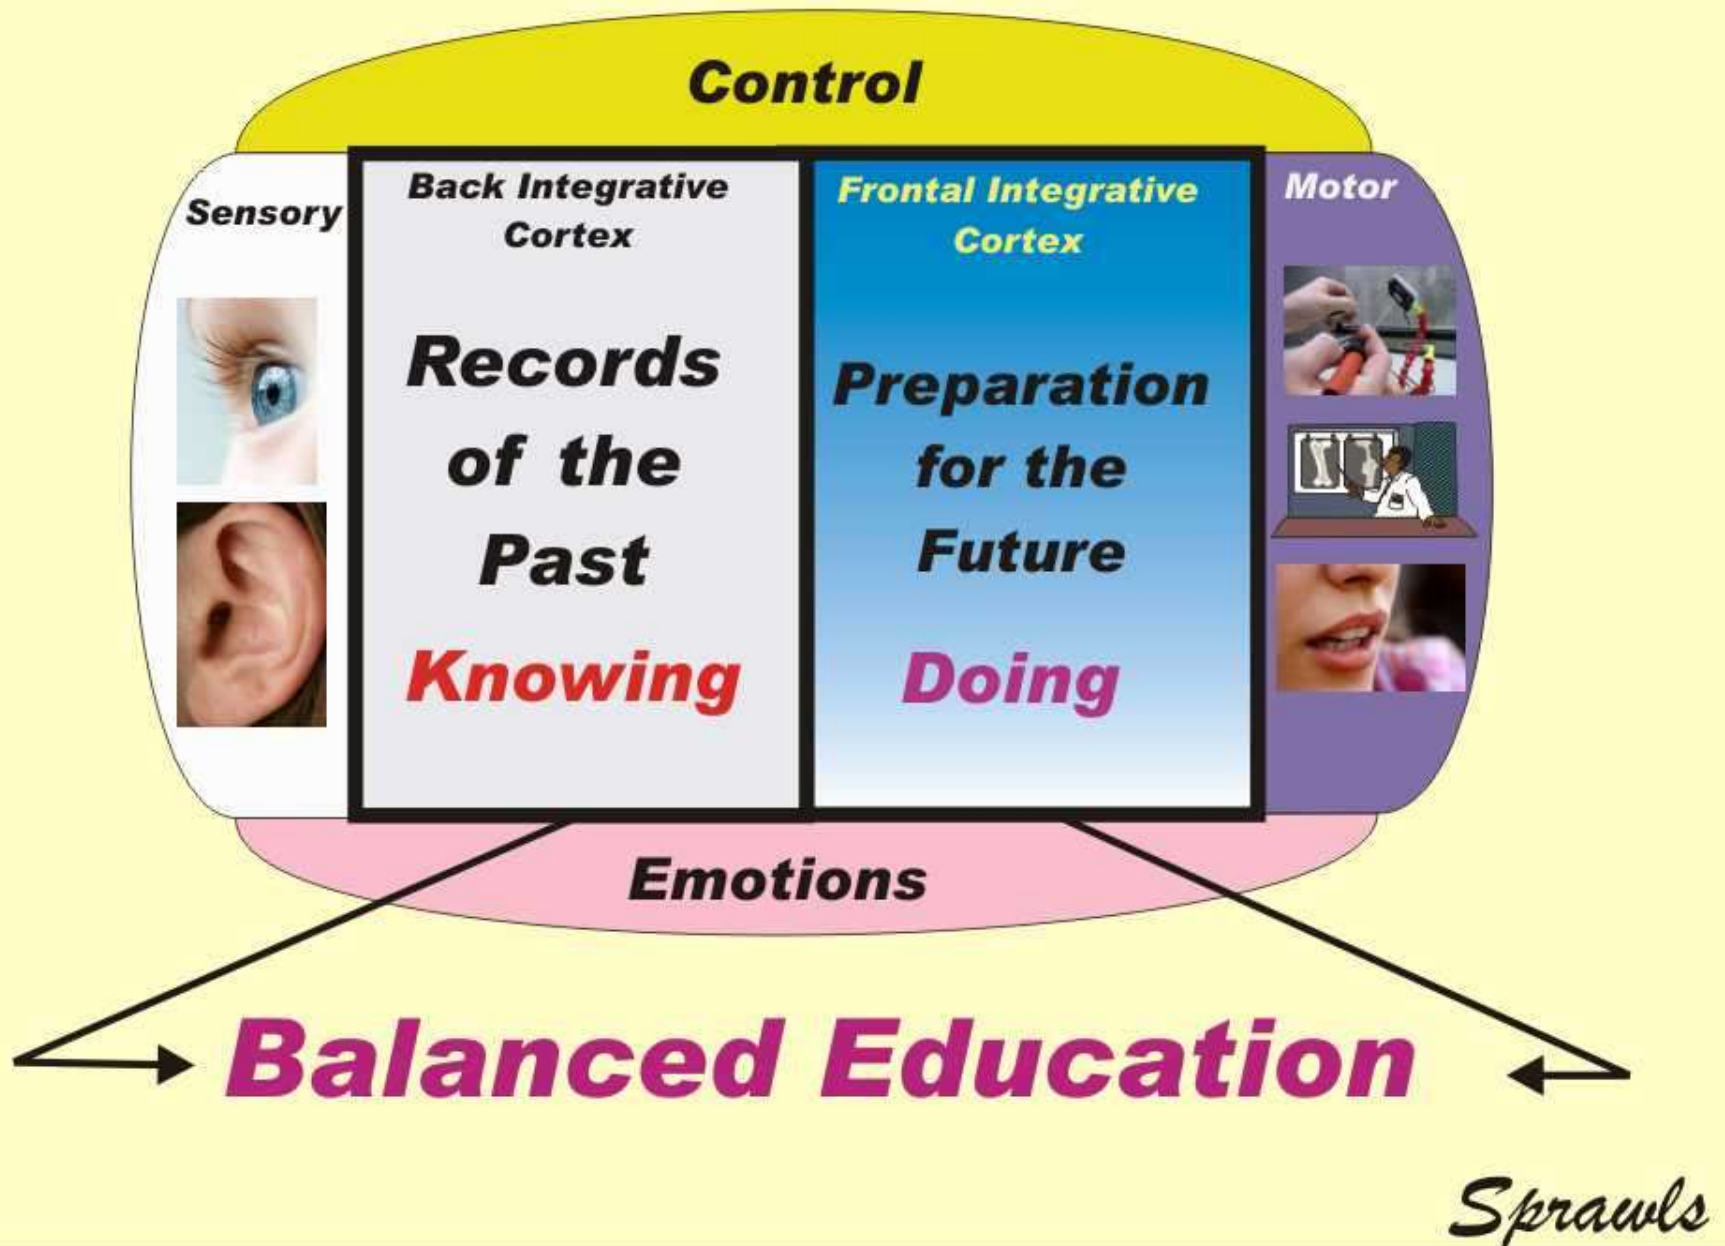 Control
Sensory
Back Integrative
Cortex
Records
of the
Past
Knowing
Frontal Integrative
Cortex
Preparation
for the
Future
Doing
Motor
Emotions
Balanced Education
Sprawls